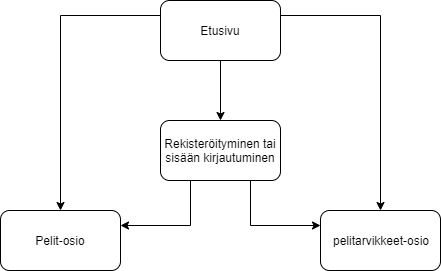 Etusivu
Rekisteröityminen tai
sisään kirjautuminen
Pelit-osio
pelitarvikkeet-osio